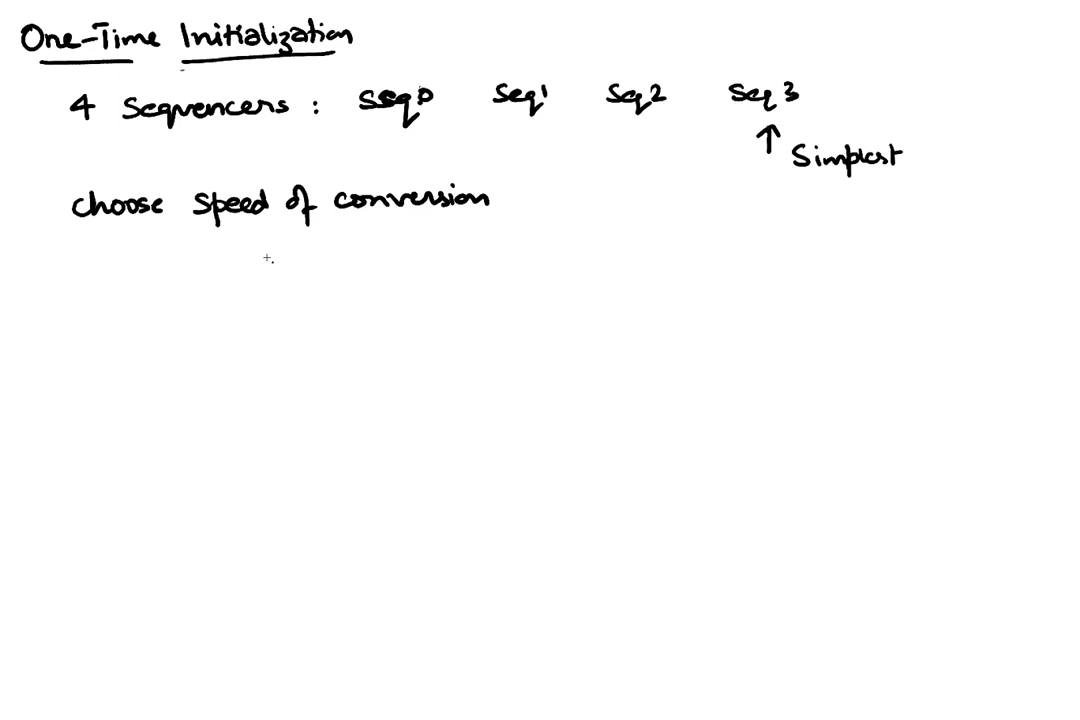 One-Time Initialization
4 Sequencers : Seq0 Seq1 Seq2 Seq3
↑ Simplest
choose speed of conversion